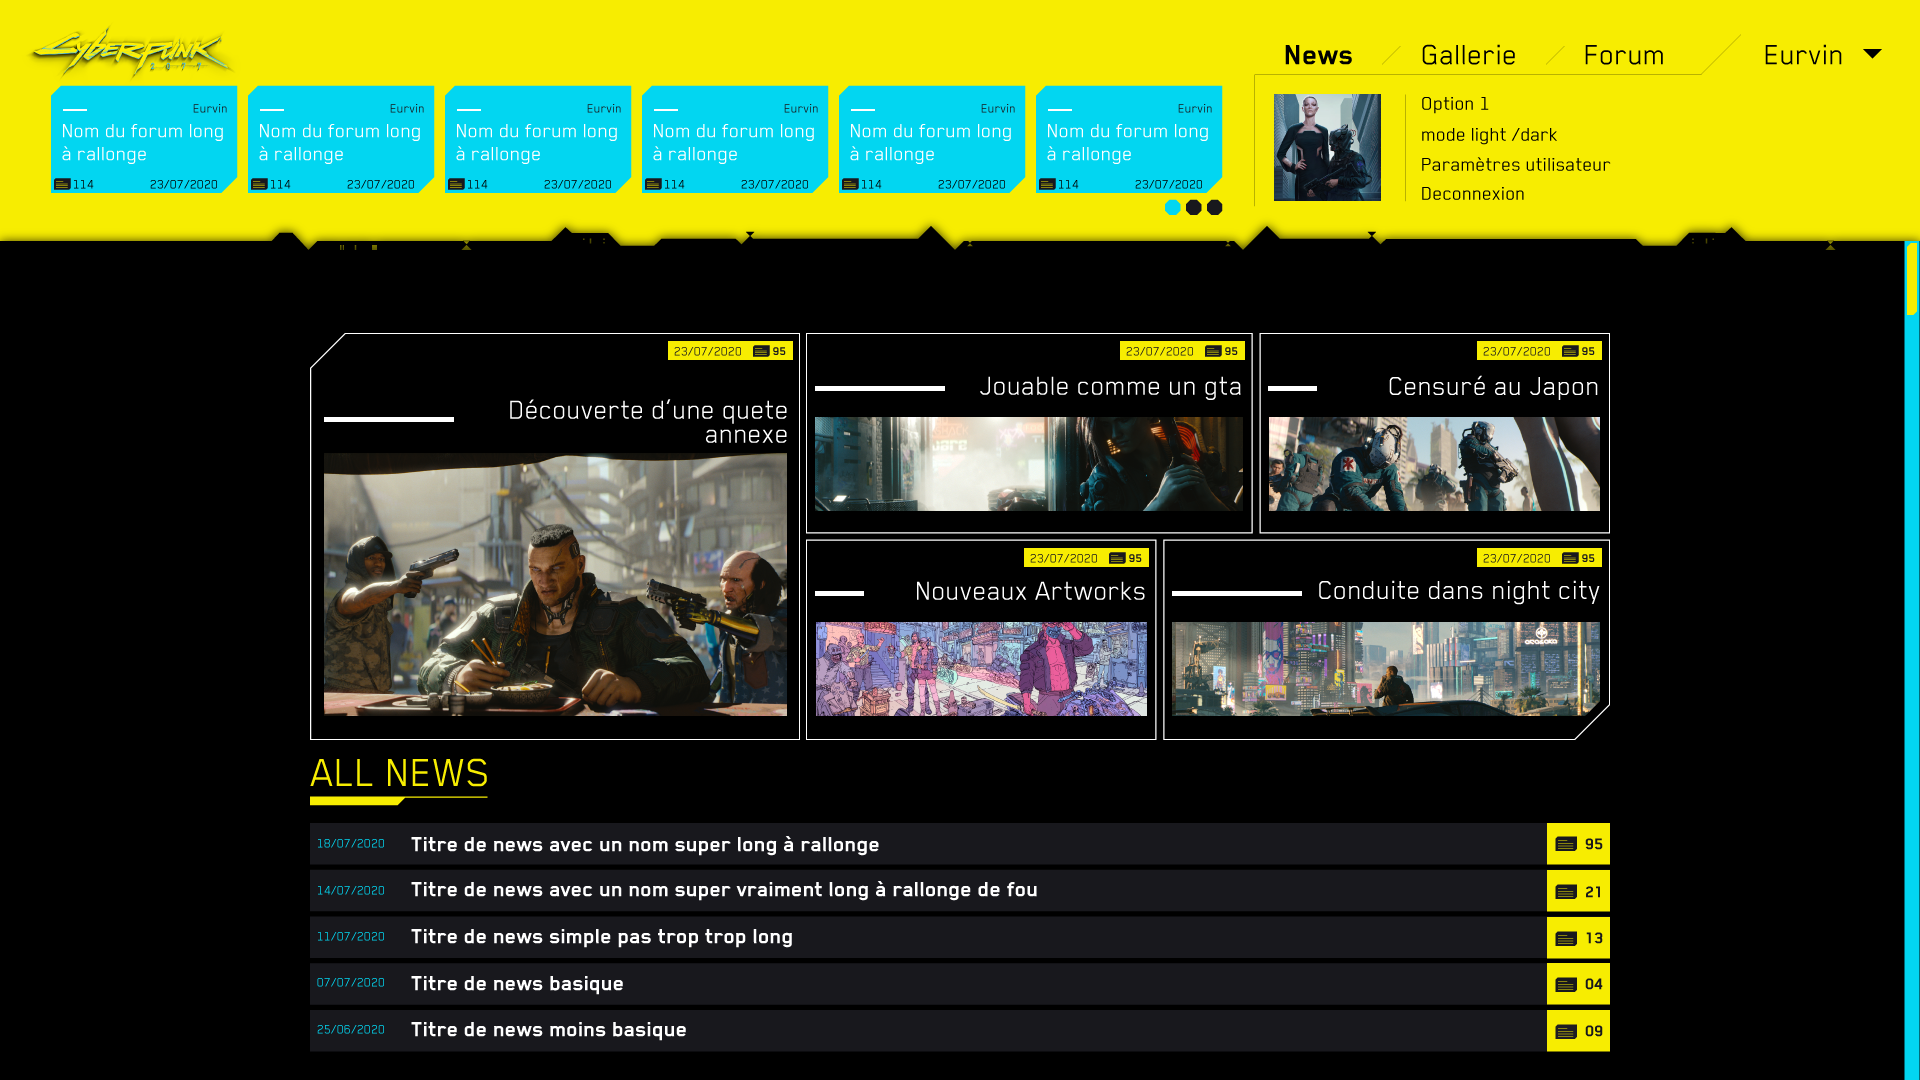 Cyberpunk
2077
News
Gallerie
Forum
Eurvin
Eurvin
Nom du forum long
à rallonge
114
23/07/2020
Eurvin
Nom du forum long
à rallonge
114
23/07/2020
Eurvin
Nom du forum long
à rallonge
114
23/07/2020
Eurvin
Nom du forum long
à rallonge
114
23/07/2020
Eurvin
Nom du forum long
à rallonge
114
23/07/2020
Eurvin
Nom du forum long
à rallonge
114
23/07/2020
Option 1
mode light /dark
Paramètres utilisateur
Deconnexion
23/07/2020 95
Découverte d'une quete
annexe
23/07/2020 95
Jouable comme un gta
23/07/2020 95
Censuré au Japon
23/07/2020 95
Nouveaux Artworks
23/07/2020 95
Conduite dans night city
ALL NEWS
18/07/2020 Titre de news avec un nom super long à rallonge 95
14/07/2020 Titre de news avec un nom super vraiment long à rallonge de fou 21
11/07/2020 Titre de news simple pas trop trop long 13
07/07/2020 Titre de news basique 04
25/06/2020 Titre de news moins basique 09